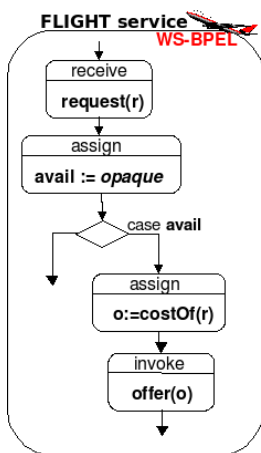 FLIGHT service
WS-BPEL
receive
request(r)
assign
avail := opaque
case avail
assign
o:=costOf(r)
invoke
offer(o)